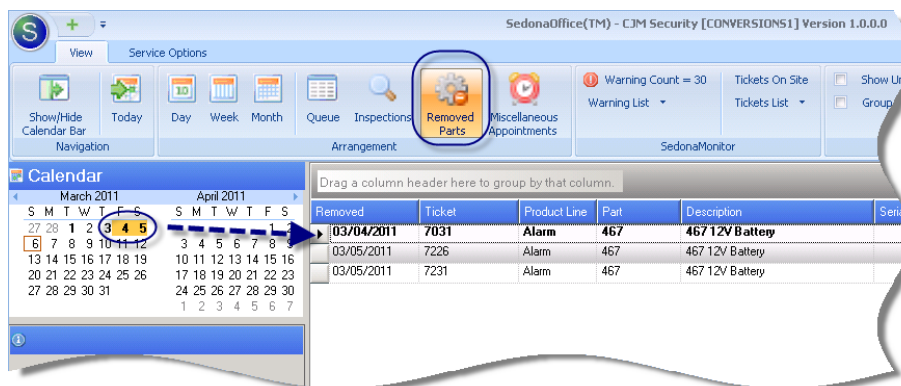 SedonaOffice(TM) - CJM Security [CONVERSIONS1] Version 1.0.0.0
S
View Service Options
Show/Hide Calendar Bar
Today
Navigation
10
Day Week Month Queue Inspections Removed Parts Miscellaneous Appointments
Arrangement
Warning Count = 30 Tickets On Site
Warning List Tickets List
SedonaMonitor
Show
Group
Calendar
March 2011 April 2011
S M T W T F S S M T W T F S
27 28 1 2 3 4 5 1 2
6 7 8 9 10 11 12 3 4 5 6 7 8 9
13 14 15 16 17 18 19 10 11 12 13 14 15 16
20 21 22 23 24 25 26 17 18 19 20 21 22 23
27 28 29 30 31 24 25 26 27 28 29 30
1 2 3 4 5 6 7
Drag a column header here to group by that column.
Removed Ticket Product Line Part Description
03/04/2011 7031 Alarm 467 467 12V Battery
03/05/2011 7226 Alarm 467 467 12V Battery
03/05/2011 7231 Alarm 467 467 12V Battery